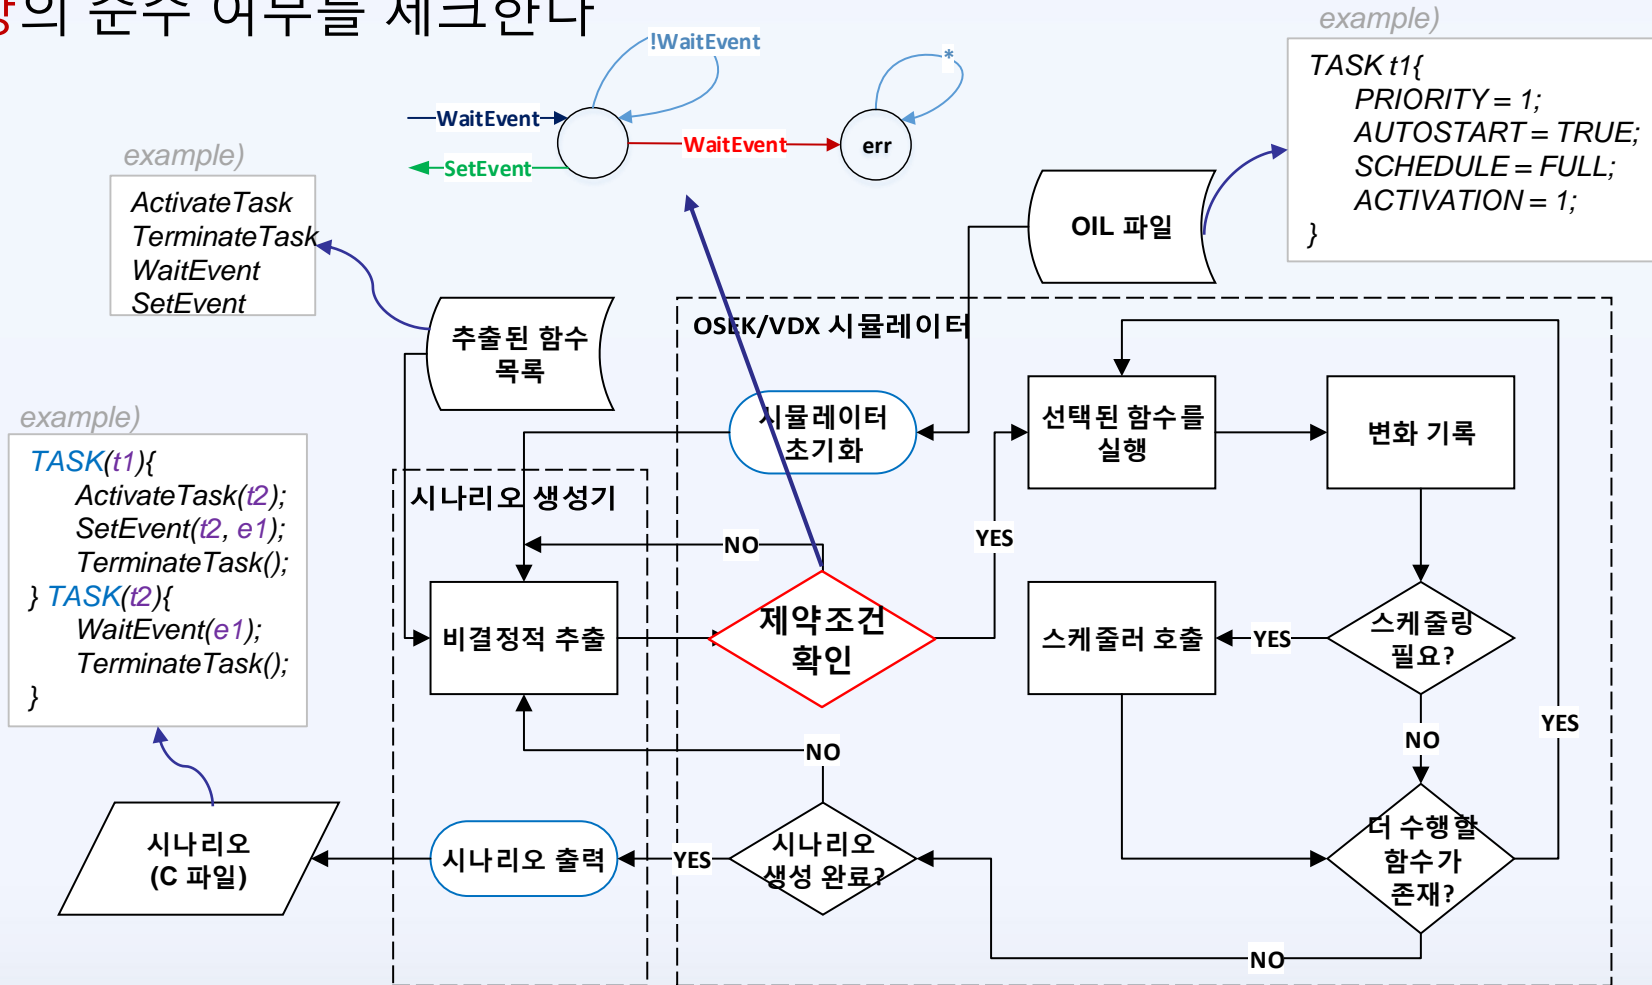 의 준수 여부를 체크한다
example)
!WaitEvent
*
WaitEvent
WaitEvent
SetEvent
err
TASK t1{
PRIORITY = 1;
AUTOSTART = TRUE;
SCHEDULE = FULL;
ACTIVATION = 1;
}
example)
ActivateTask
TerminateTask
WaitEvent
SetEvent
OIL 파일
추출된 함수
목록
OSEK/VDX 시뮬레이터
시뮬레이터
초기화
선택된 함수를
실행
변화 기록
example)
TASK(t1){
ActivateTask(t2);
SetEvent(t2, e1);
TerminateTask();
} TASK(t2){
WaitEvent(e1);
TerminateTask();
}
시나리오 생성기
NO
YES
비결정적 추출
제약조건
확인
스케줄러 호출
YES
스케줄링
필요?
NO
YES
NO
시나리오
(C 파일)
시나리오 출력
YES
시나리오
생성 완료?
더 수행할
함수가
존재?
NO